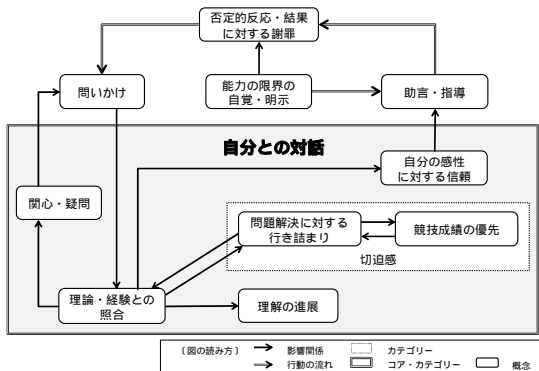 否定的反応・結果
に対する謝罪
問いかけ
能力の限界の
自覚・明示
助言・指導
自分との対話
自分の感性
に対する信頼
関心・疑問
問題解決に対する
行き詰まり
競技成績の優先
切迫感
理論・経験との
照合
理解の進展
〔図の読み方〕
影響関係
カテゴリー
行動の流れ
コア・カテゴリー
概念